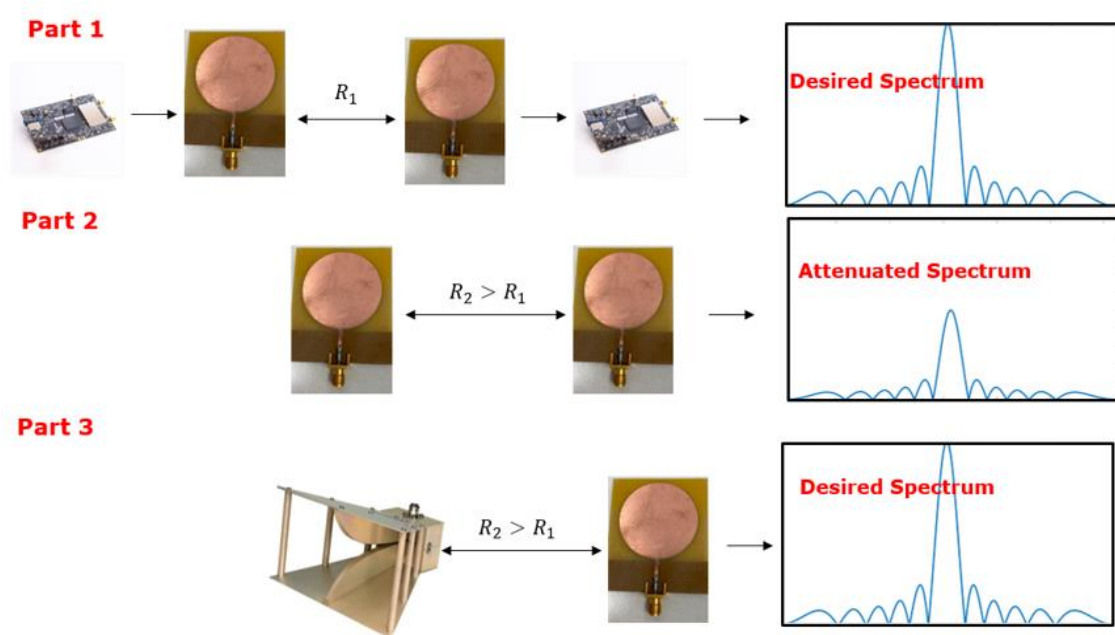 Part 1
R₁
Desired Spectrum
Part 2
R₂ > R₁
Attenuated Spectrum
Part 3
R₂ > R₁
Desired Spectrum